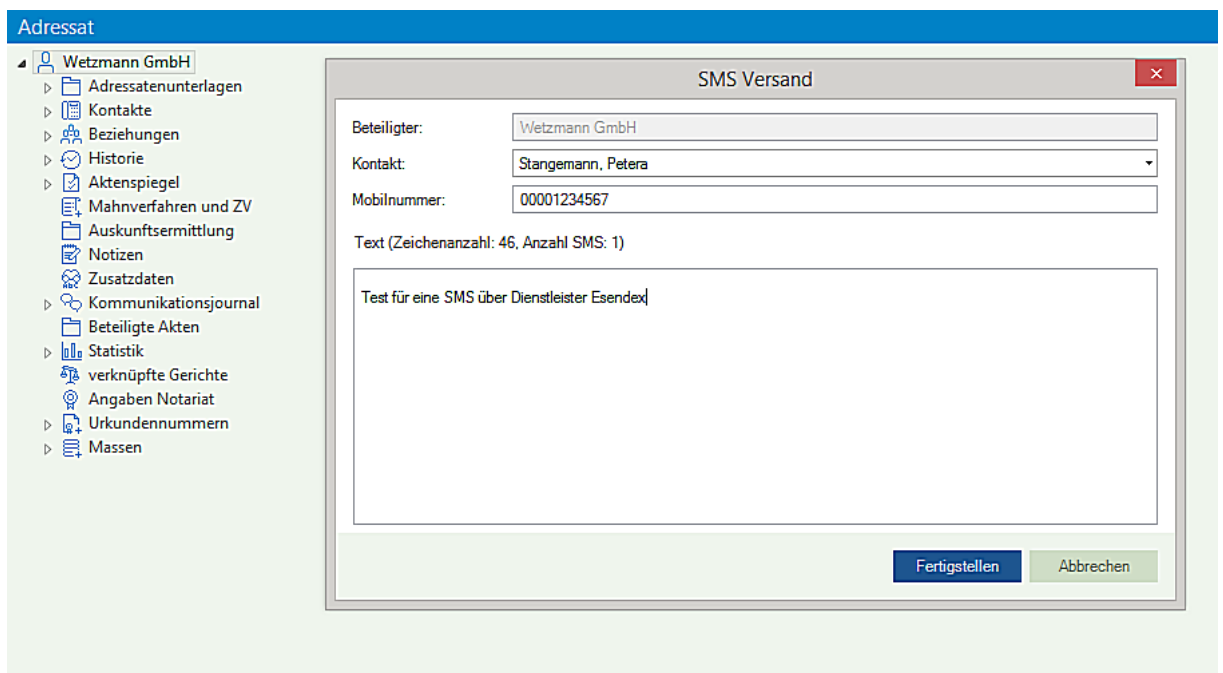 Adressat
Wetzmann GmbH
Adressatenunterlagen
Kontakte
Beziehungen
Historie
Aktenspiegel
Mahnverfahren und ZV
Auskunftsermittlung
Notizen
Zusatzdaten
Kommunikationsjournal
Beteiligte Akten
Statistik
verknüpfte Gerichte
Angaben Notariat
Urkundennummern
Massen
SMS Versand
Beteiligter: Wetzmann GmbH
Kontakt: Stangemann, Petera
Mobilnummer: 00001234567
Text (Zeichenanzahl: 46, Anzahl SMS: 1)
Test für eine SMS über Dienstleister Esendex
Fertigstellen Abbrechen